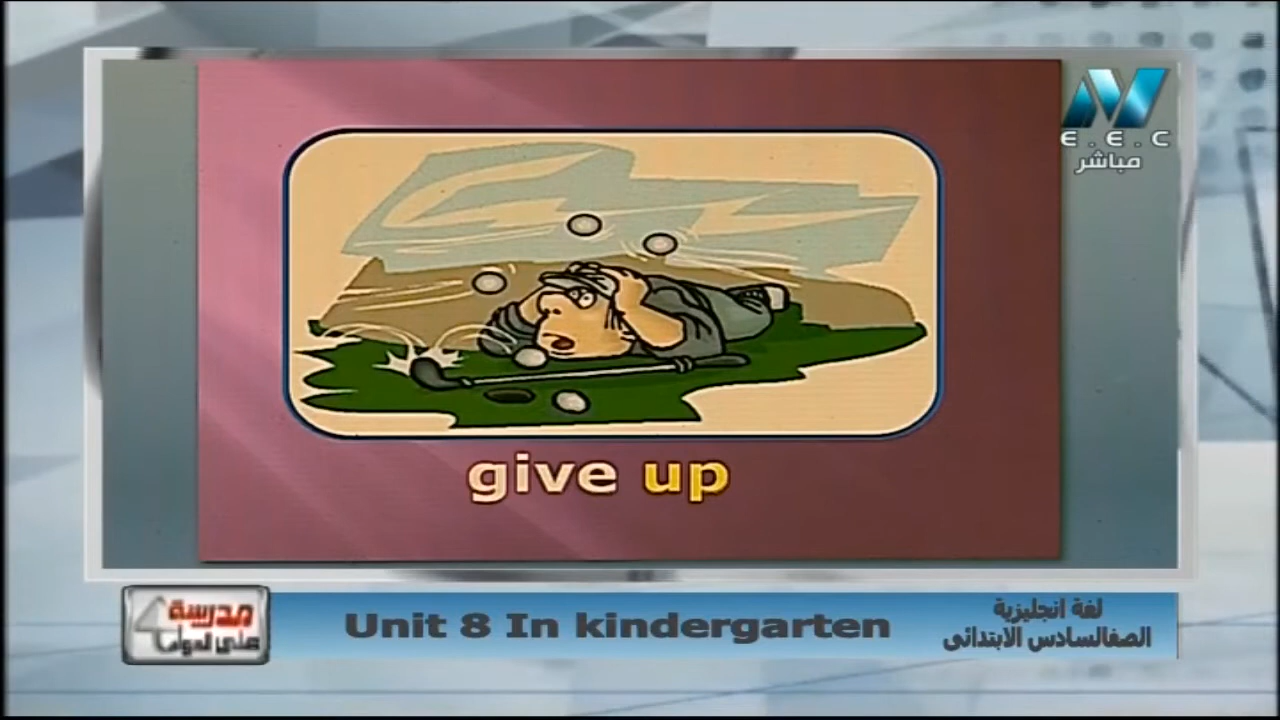 E.E.C
مباشر
give up
مدرسة
على الهواء
Unit 8 In kindergarten
لغة انجليزية
الصفالسادس الابتدائى